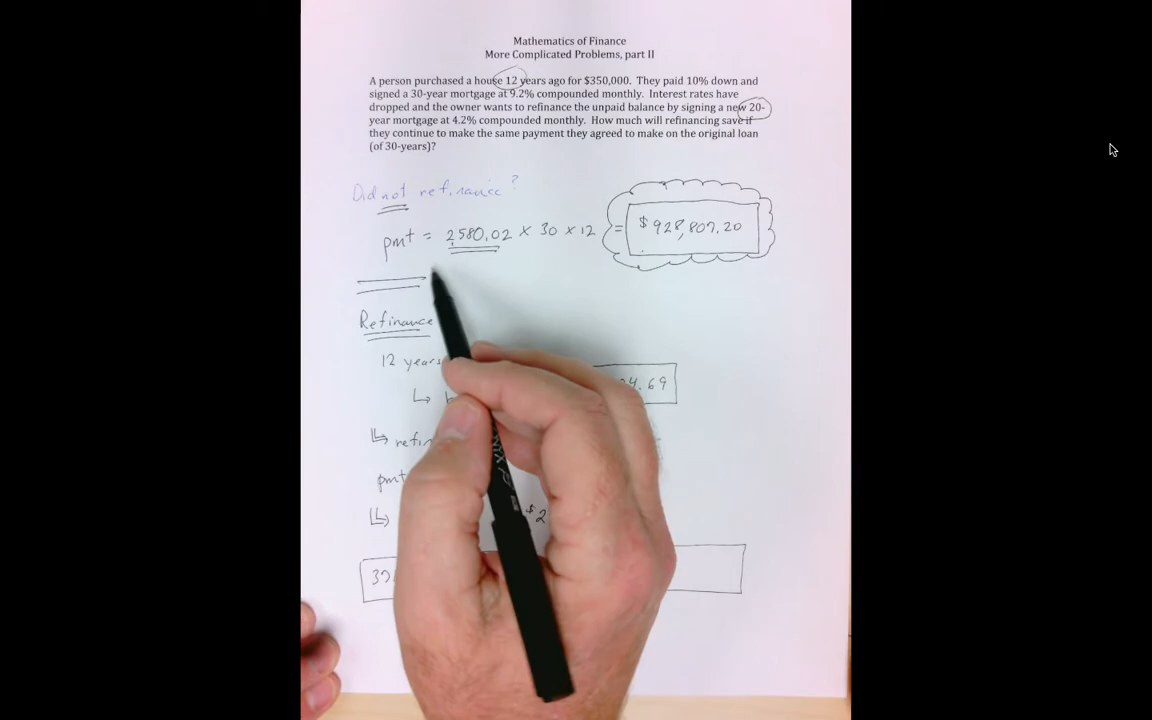 Mathematics of Finance
More Complicated Problems, part II
A person purchased a house 12 years ago for $350,000. They paid 10% down and
signed a 30-year mortgage at 9.2% compounded monthly. Interest rates have
dropped and the owner wants to refinance the unpaid balance by signing a new 20-
year mortgage at 4.2% compounded monthly. How much will refinancing save if
they continue to make the same payment they agreed to make on the original loan
(of 30-years)?
Did not refinance?
pmt = 2580.02 × 30 × 12 = $928,807.20
Refinance
12 years
4.69
refin
pmt
$2